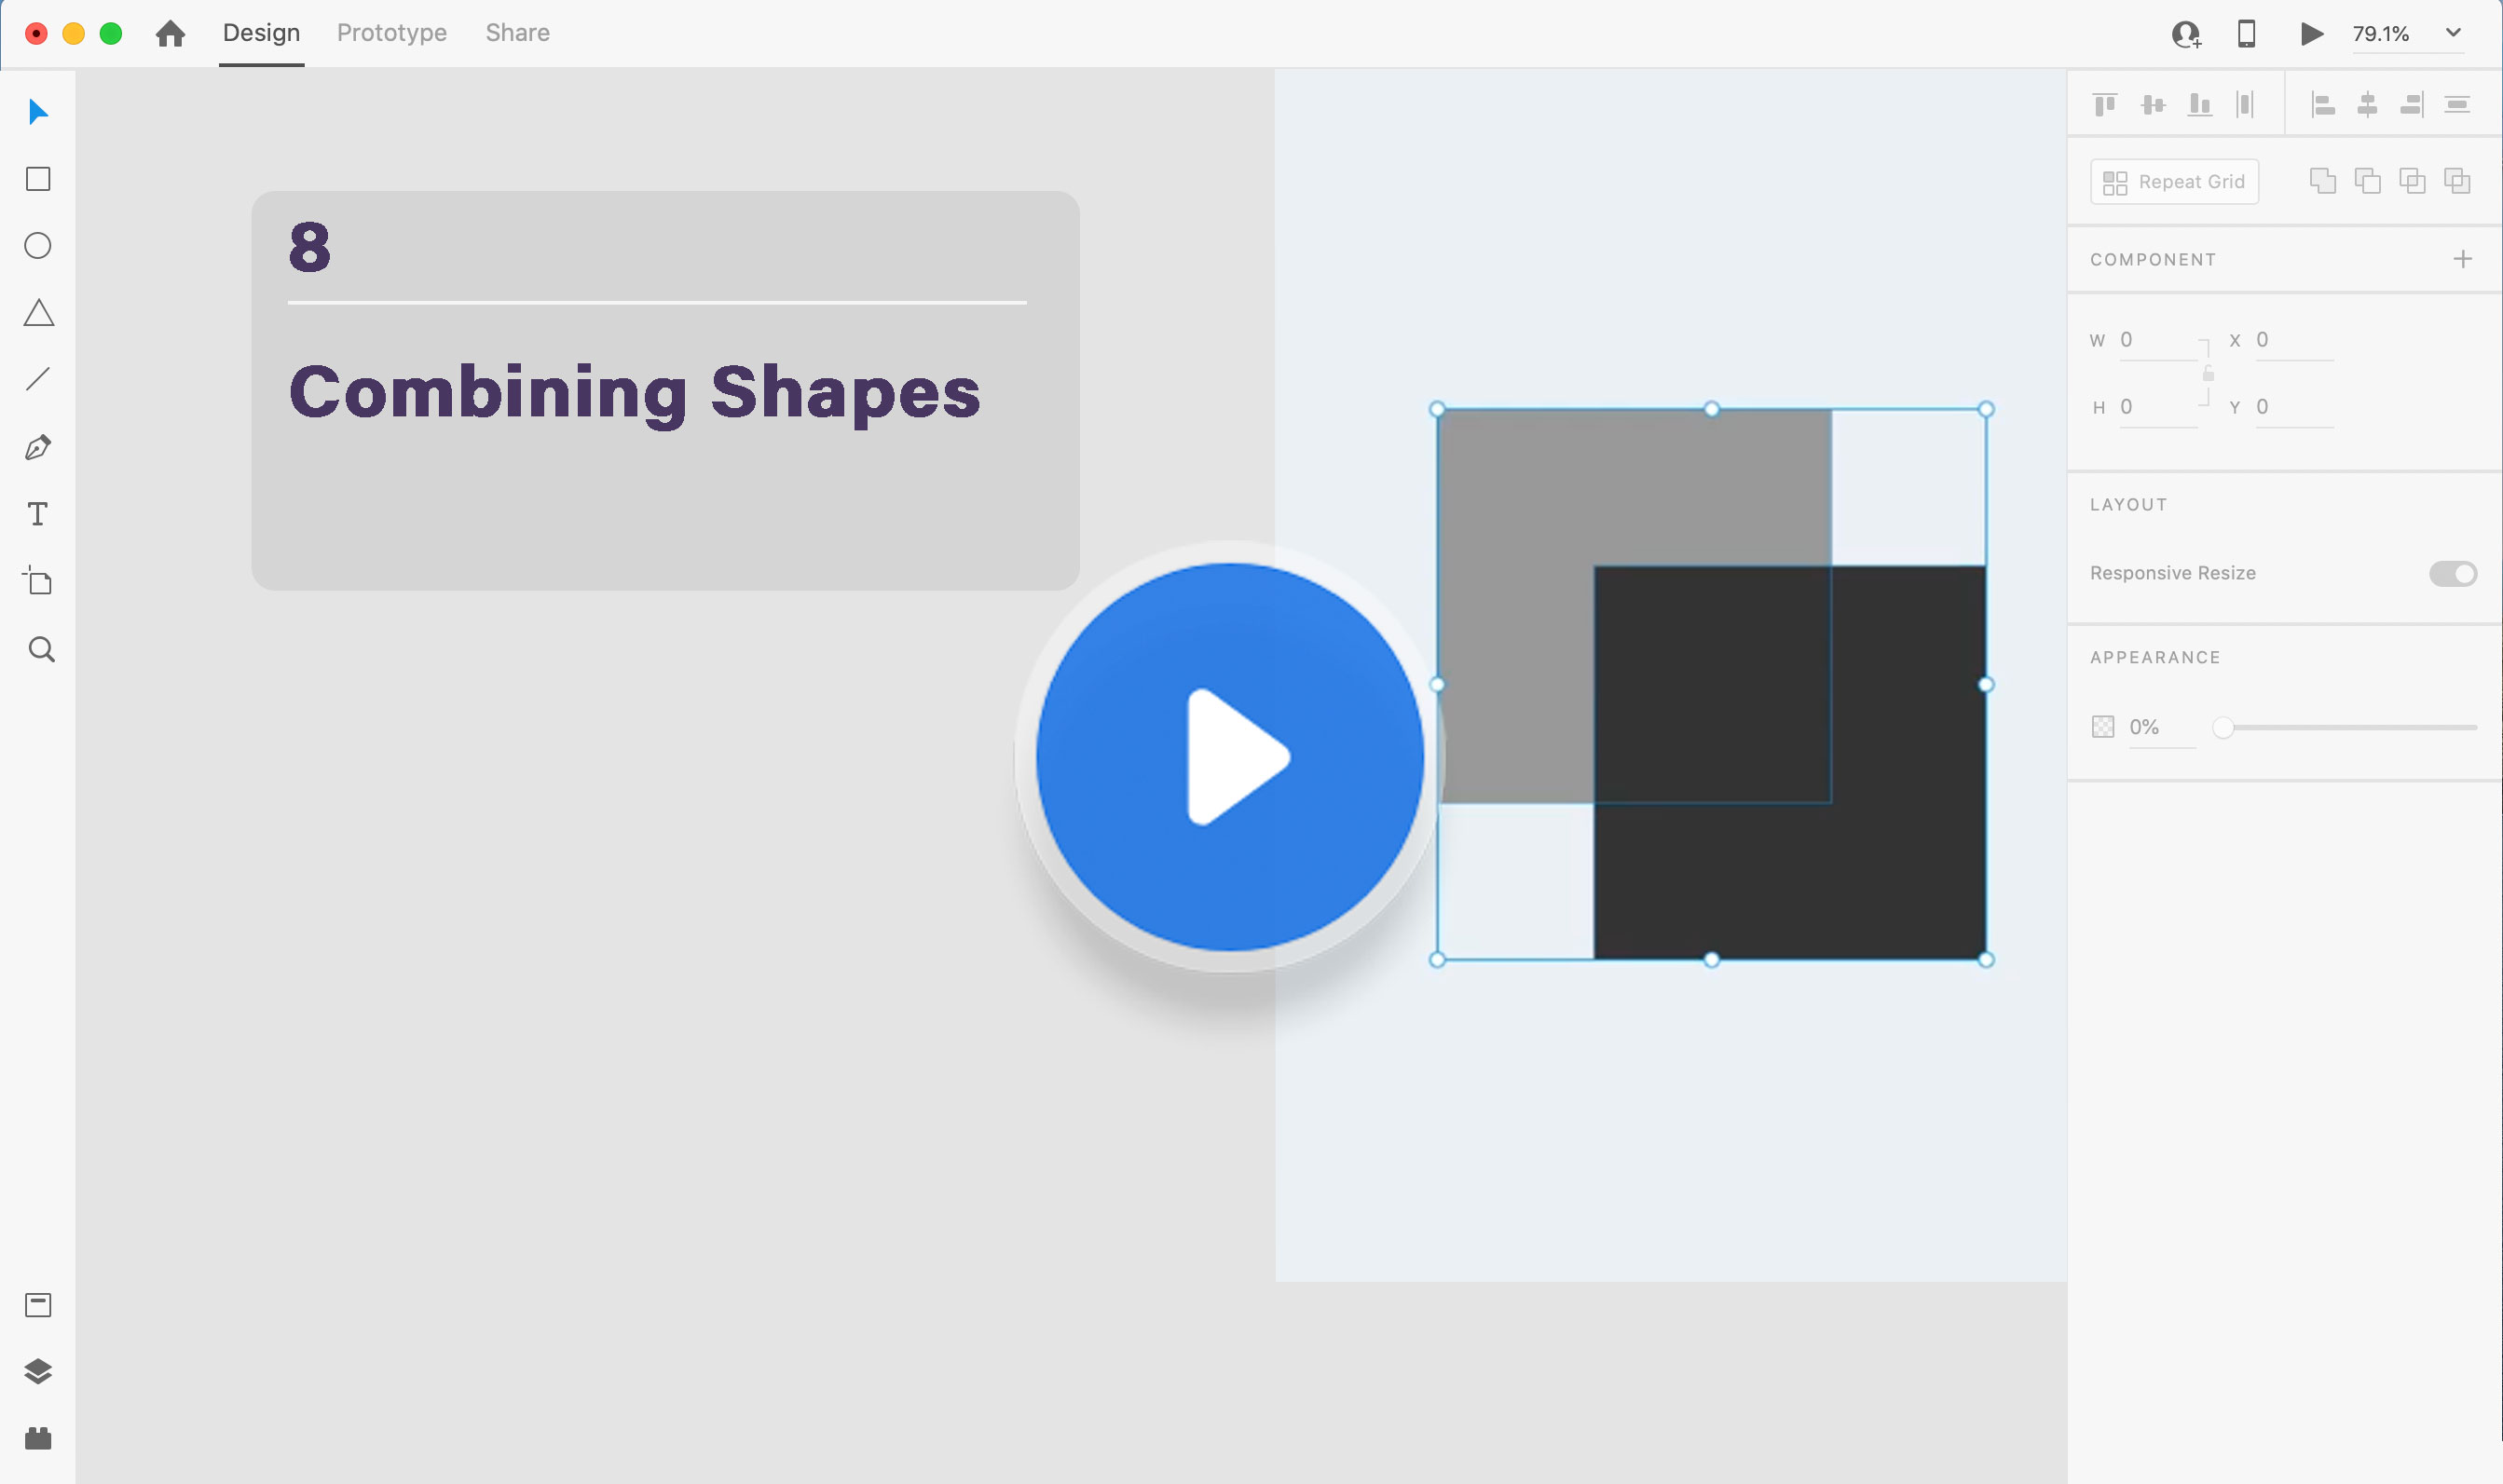 Design Prototype Share 79.1%
8
Combining Shapes
Repeat Grid
COMPONENT
W 0 X 0
H 0 Y 0
LAYOUT
Responsive Resize
APPEARANCE
0%